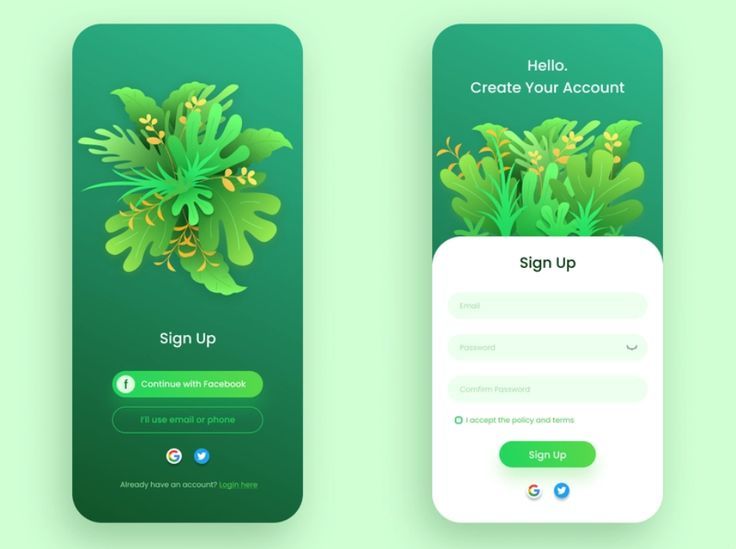 Sign Up
f Continue with Facebook
I'll use email or phone
G
Already have an account? Login here
Hello.
Create Your Account
Sign Up
Email
Password
Comfirm Password
I accept the policy and terms
Sign Up
G